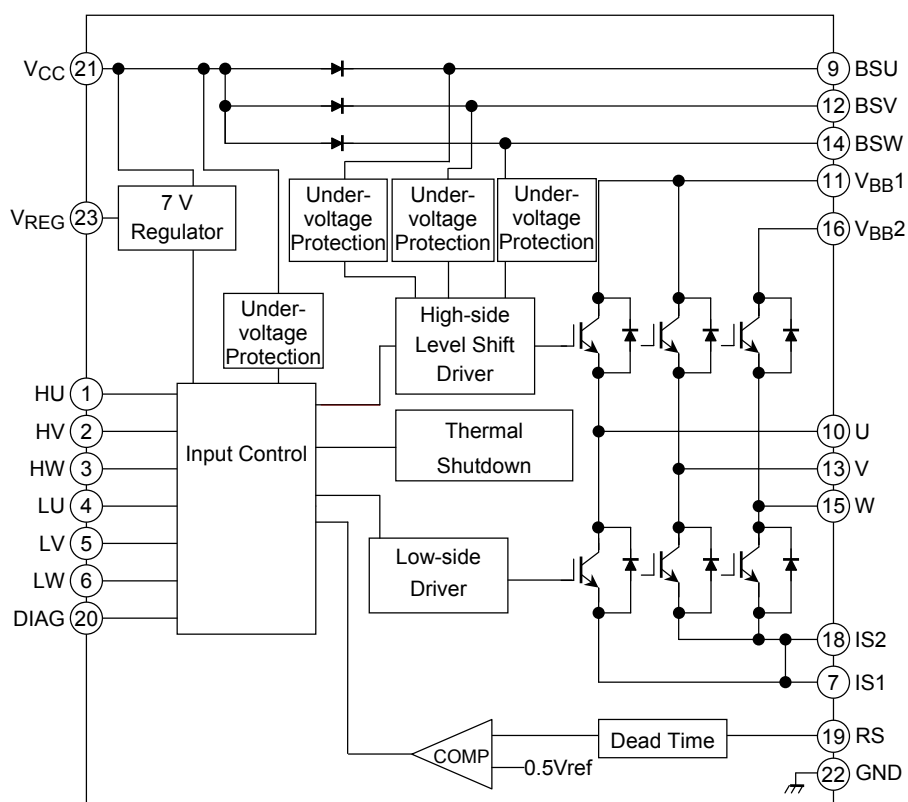 VCC 21
9 BSU
12 BSV
14 BSW
11 VBB1
16 VBB2
VREG 23
7 V
Regulator
Under-
voltage
Protection
Under-
voltage
Protection
Under-
voltage
Protection
Under-
voltage
Protection
High-side
Level Shift
Driver
HU 1
HV 2
HW 3
LU 4
LV 5
LW 6
DIAG 20
Input Control
Thermal
Shutdown
Low-side
Driver
10 U
13 V
15 W
18 IS2
7 IS1
19 RS
22 GND
COMP
0.5Vref
Dead Time